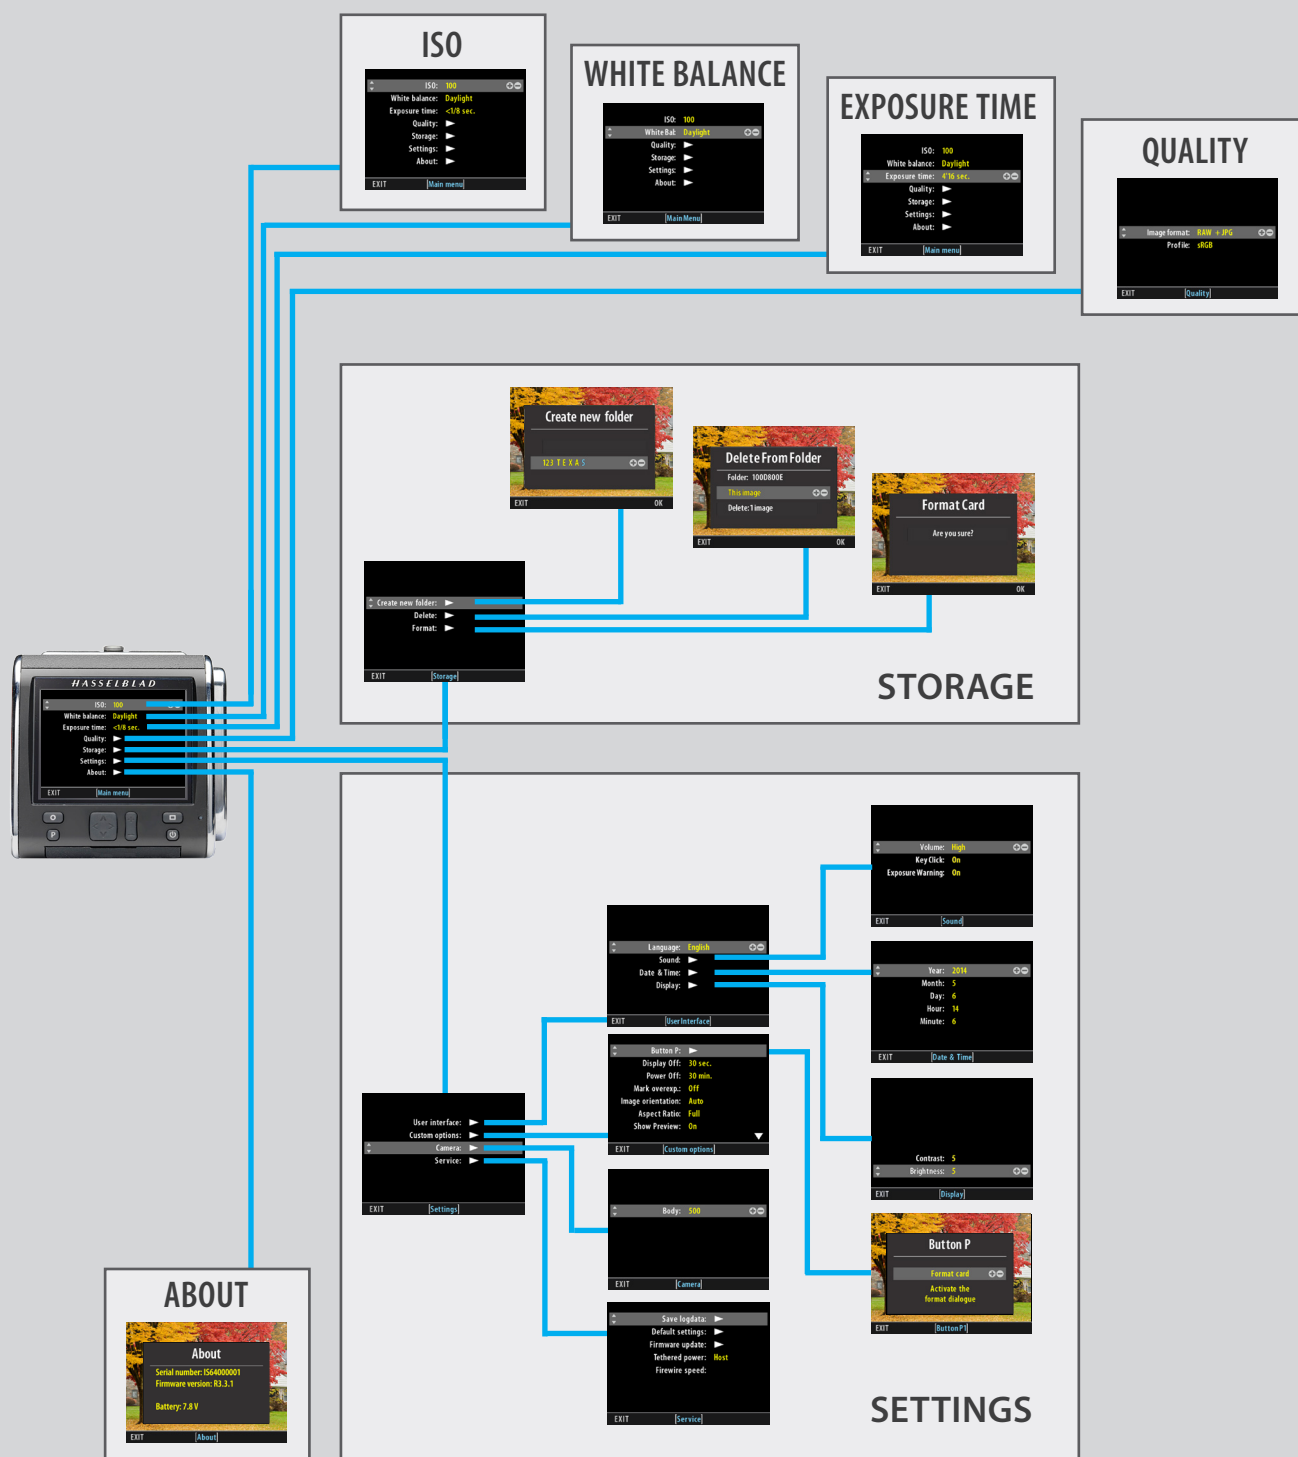 ISO
ISO: 100
White balance: Daylight
Exposure time: <1/8 sec.
Quality:
Storage:
Settings:
About:
EXIT Main menu
WHITE BALANCE
ISO: 100
White Bal: Daylight
Quality:
Storage:
Settings:
About:
EXIT Main Menu
EXPOSURE TIME
ISO: 100
White balance: Daylight
Exposure time: 4'16 sec.
Quality:
Storage:
Settings:
About:
EXIT Main menu
QUALITY
Image format: RAW + JPG
Profile: sRGB
EXIT Quality
Create new folder
123 T E X A S
EXIT OK
Delete From Folder
Folder: 100D800E
This image
Delete: 1 image
EXIT OK
Format Card
Are you sure?
EXIT OK
Create new folder:
Delete:
Format:
EXIT Storage
STORAGE
HASSELBLAD
ISO: 100
White balance: Daylight
Exposure time: <1/8 sec.
Quality:
Storage:
Settings:
About:
EXIT Main menu
P
Volume: High
Key Click: On
Exposure Warning: On
EXIT Sound
Language: English
Sound:
Date & Time:
Display:
EXIT User Interface
Year: 2014
Month: 5
Day: 6
Hour: 14
Minute: 6
EXIT Date & Time
Button P:
Display Off: 30 sec.
Power Off: 30 min.
Mark overexp.: Off
Image orientation: Auto
Aspect Ratio: Full
Show Preview: On
EXIT Custom options
Contrast: 5
Brightness: 5
EXIT Display
User interface:
Custom options:
Camera:
Service:
EXIT Settings
Body: 500
EXIT Camera
Button P
Format card
Activate the
format dialogue
EXIT Button P1
Save logdata:
Default settings:
Firmware update:
Tethered power: Host
Firewire speed:
EXIT Service
SETTINGS
ABOUT
About
Serial number: IS64000001
Firmware version: R3.3.1
Battery: 7.8 V
EXIT About